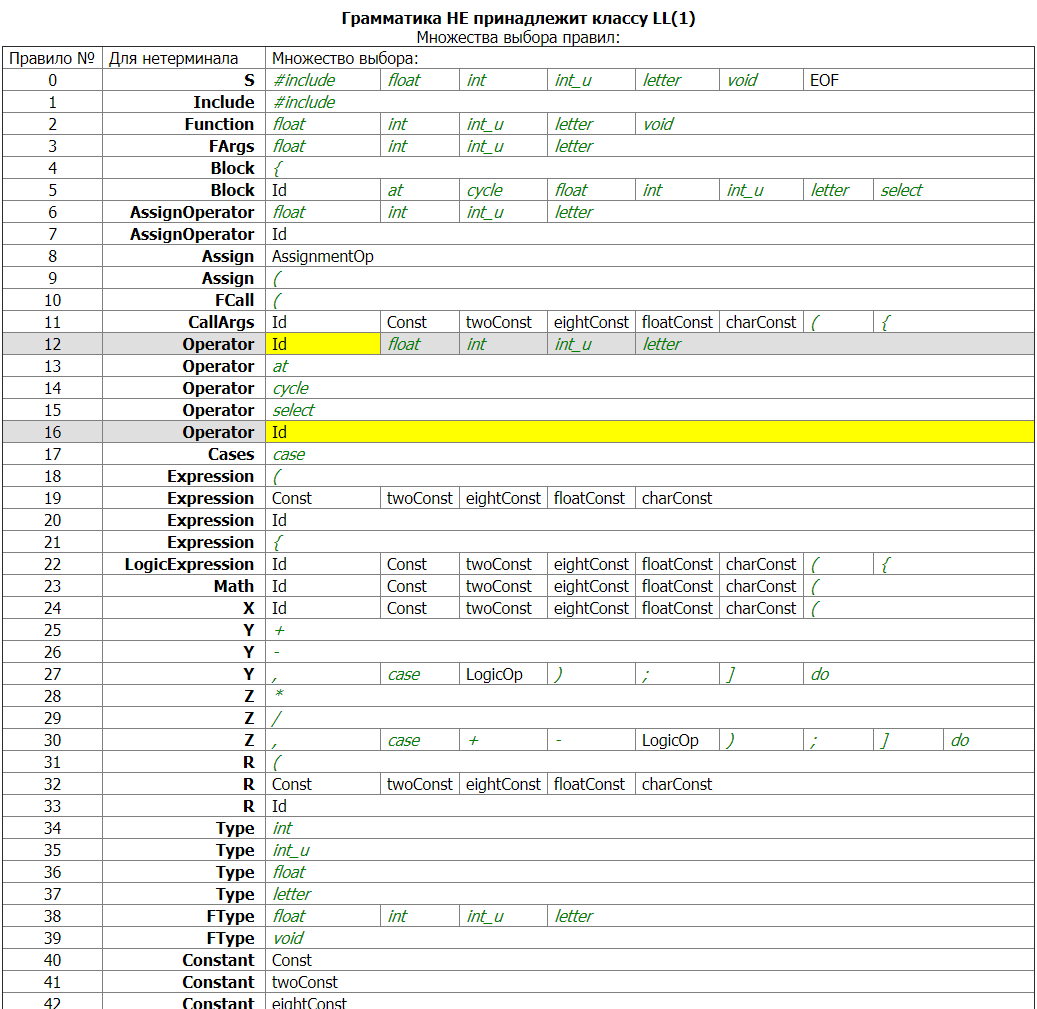 Грамматика НЕ принадлежит классу LL(1)
Множества выбора правил:
Правило № Для нетерминала Множество выбора:
0 S #include float int int_u letter void EOF
1 Include #include
2 Function float int int_u letter void
3 FArgs float int int_u letter
4 Block {
5 Block Id at cycle float int int_u letter select
6 AssignOperator float int int_u letter
7 AssignOperator Id
8 Assign AssignmentOp
9 Assign (
10 FCall (
11 CallArgs Id Const twoConst eightConst floatConst charConst ( {
12 Operator Id float int int_u letter
13 Operator at
14 Operator cycle
15 Operator select
16 Operator Id
17 Cases case
18 Expression (
19 Expression Const twoConst eightConst floatConst charConst
20 Expression Id
21 Expression {
22 LogicExpression Id Const twoConst eightConst floatConst charConst ( {
23 Math Id Const twoConst eightConst floatConst charConst (
24 X Id Const twoConst eightConst floatConst charConst (
25 Y +
26 Y -
27 Y , case LogicOp ) ; ] do
28 Z *
29 Z /
30 Z , case + - LogicOp ) ; ] do
31 R (
32 R Const twoConst eightConst floatConst charConst
33 R Id
34 Type int
35 Type int_u
36 Type float
37 Type letter
38 FType float int int_u letter
39 FType void
40 Constant Const
41 Constant twoConst
42 Constant eightConst